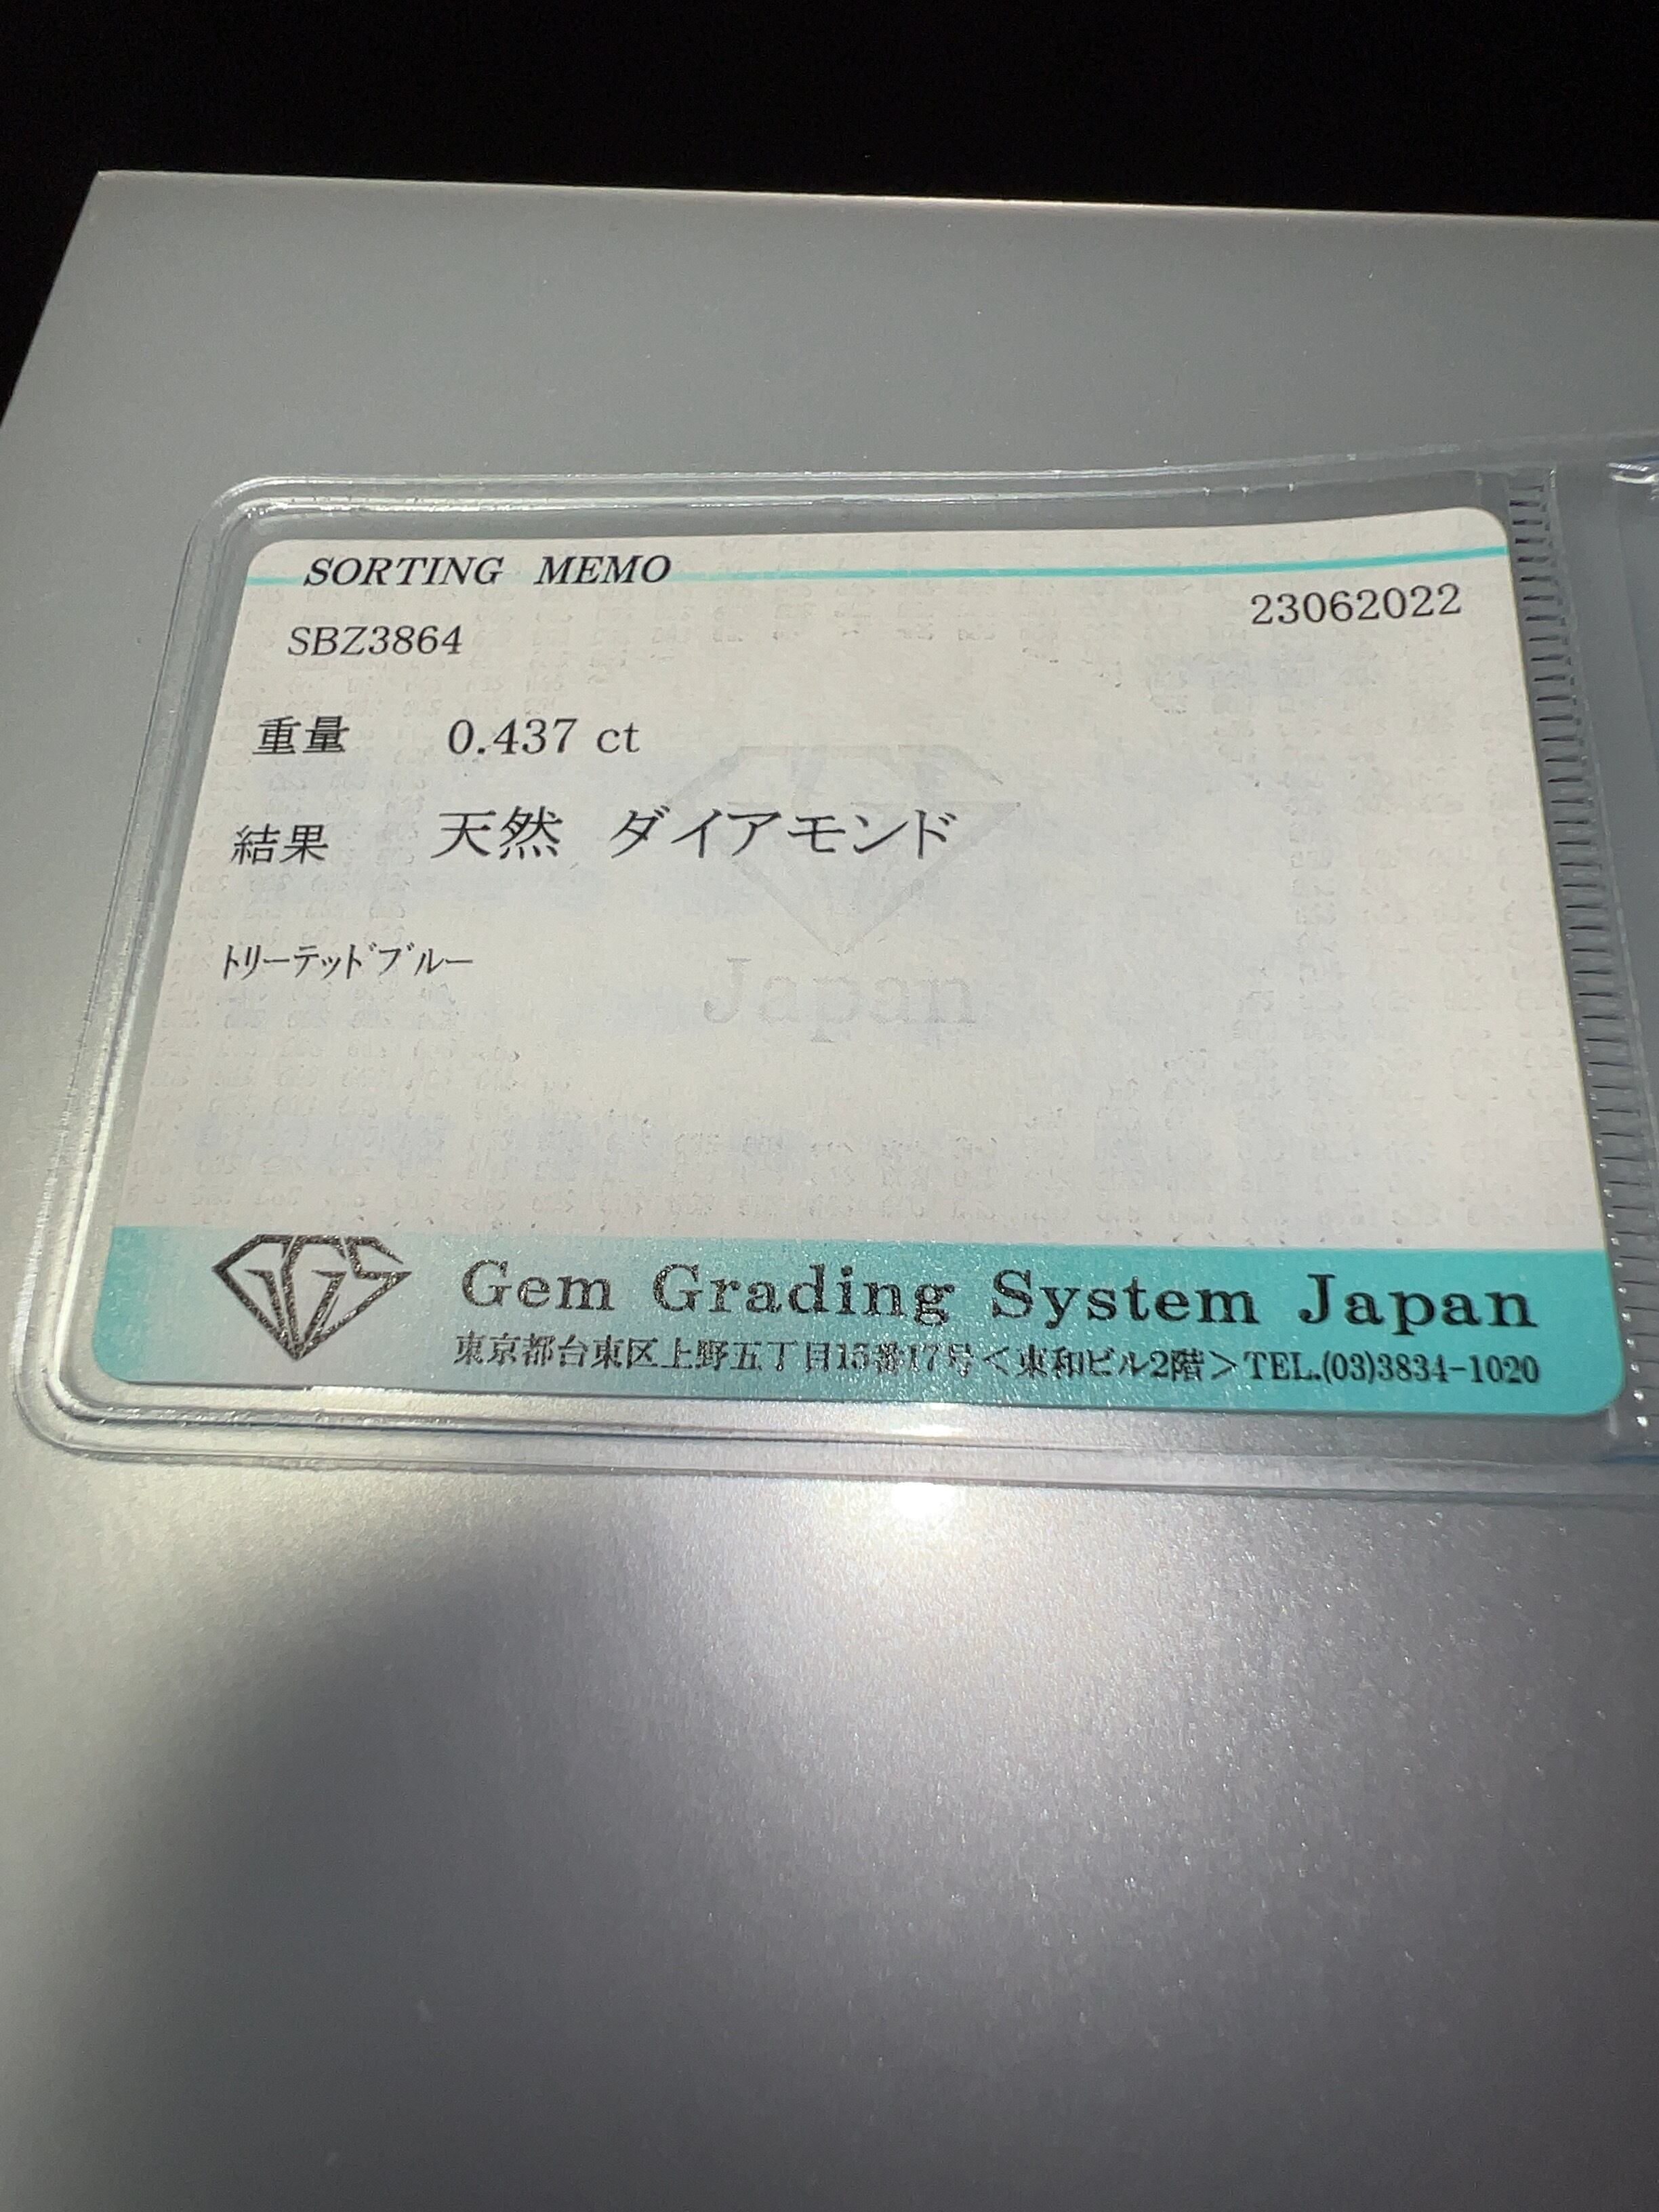 SORTING MEMO
SBZ3864 23062022
重量 0.437 ct
結果 天然 ダイアモンド
トリーテッドブルー
Japan
GGS Gem Grading System Japan
東京都台東区上野五丁目15番17号<東和ビル2階>TEL.(03)3834-1020